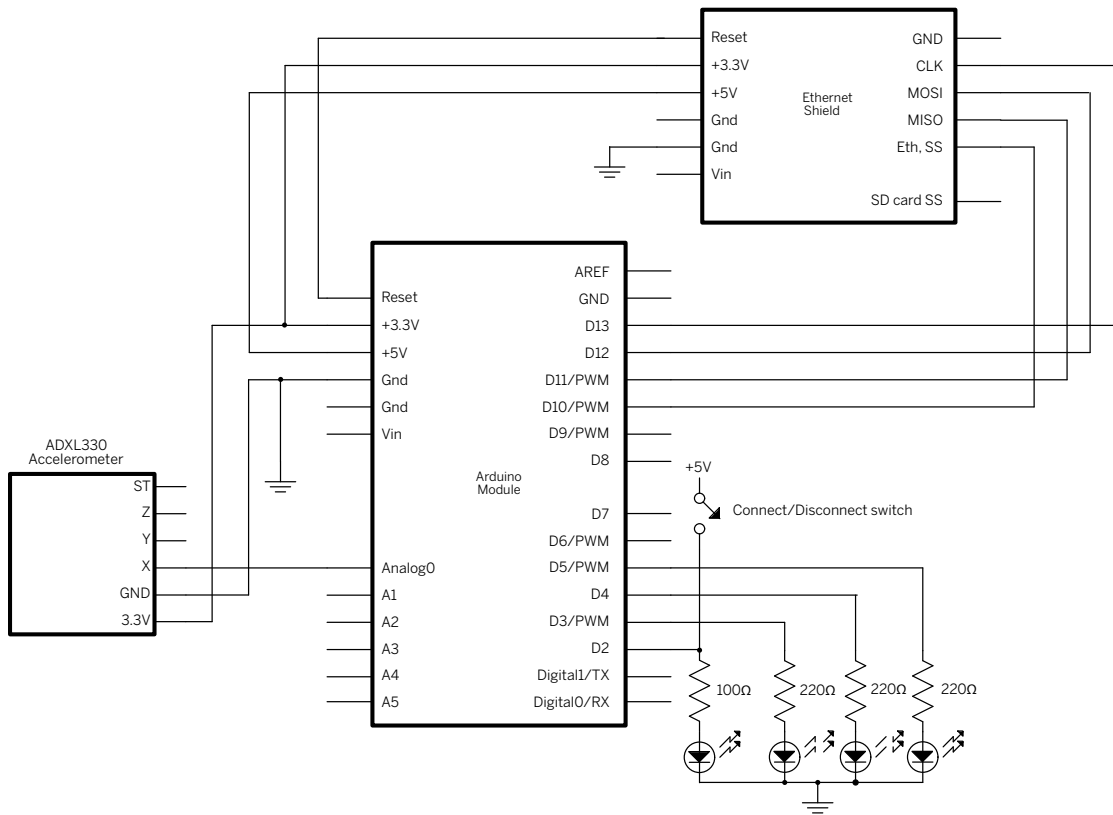 Reset
+3.3V
+5V
Gnd
Gnd
Vin
Ethernet
Shield
GND
CLK
MOSI
MISO
Eth, SS
SD card SS
Reset
+3.3V
+5V
Gnd
Gnd
Vin
Analog0
A1
A2
A3
A4
A5
Arduino
Module
AREF
GND
D13
D12
D11/PWM
D10/PWM
D9/PWM
D8
D7
D6/PWM
D5/PWM
D4
D3/PWM
D2
Digital1/TX
Digital0/RX
ADXL330
Accelerometer
ST
Z
Y
X
GND
3.3V
+5V
Connect/Disconnect switch
100Ω
220Ω
220Ω
220Ω